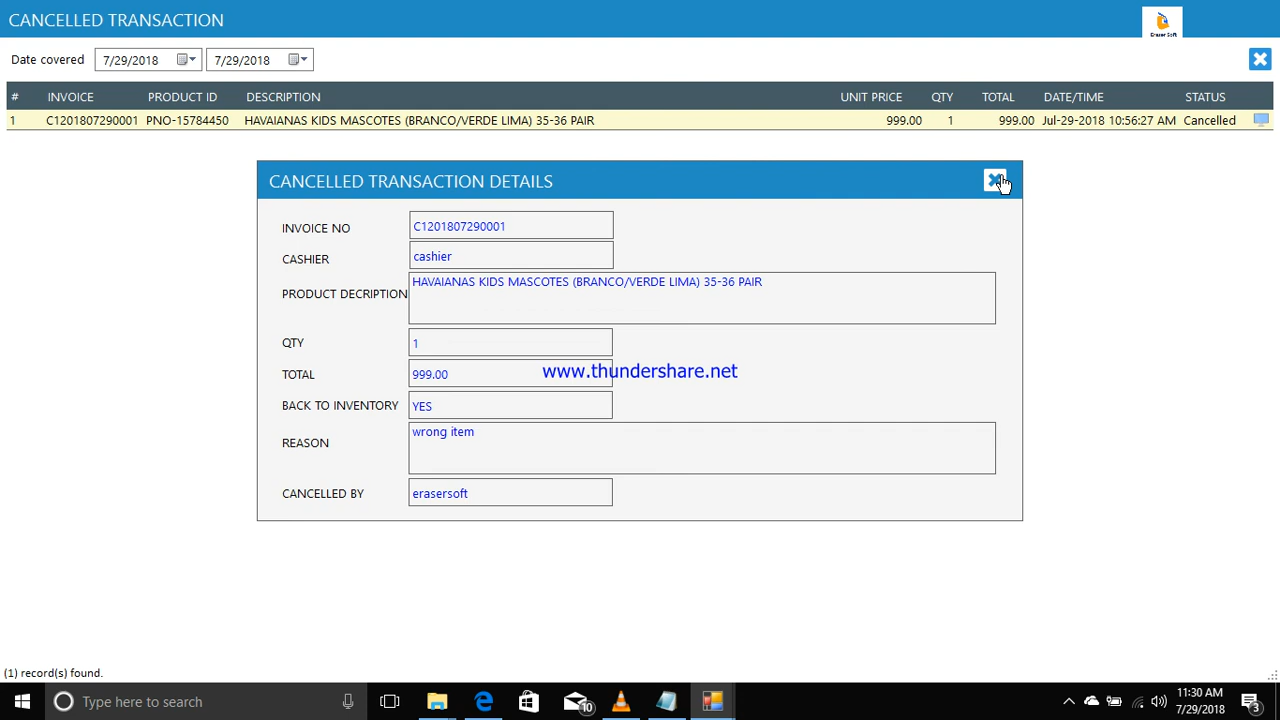 CANCELLED TRANSACTION
Eraser Soft
Date covered 7/29/2018 7/29/2018
# INVOICE PRODUCT ID DESCRIPTION UNIT PRICE QTY TOTAL DATE/TIME STATUS
1 C1201807290001 PNO-15784450 HAVAIANAS KIDS MASCOTES (BRANCO/VERDE LIMA) 35-36 PAIR 999.00 1 999.00 Jul-29-2018 10:56:27 AM Cancelled
CANCELLED TRANSACTION DETAILS
INVOICE NO C1201807290001
CASHIER cashier
PRODUCT DECRIPTION HAVAIANAS KIDS MASCOTES (BRANCO/VERDE LIMA) 35-36 PAIR
QTY 1
TOTAL 999.00
www.thundershare.net
BACK TO INVENTORY YES
REASON wrong item
CANCELLED BY erasersoft
(1) record(s) found.
Type here to search 10 11:30 AM
7/29/2018 3